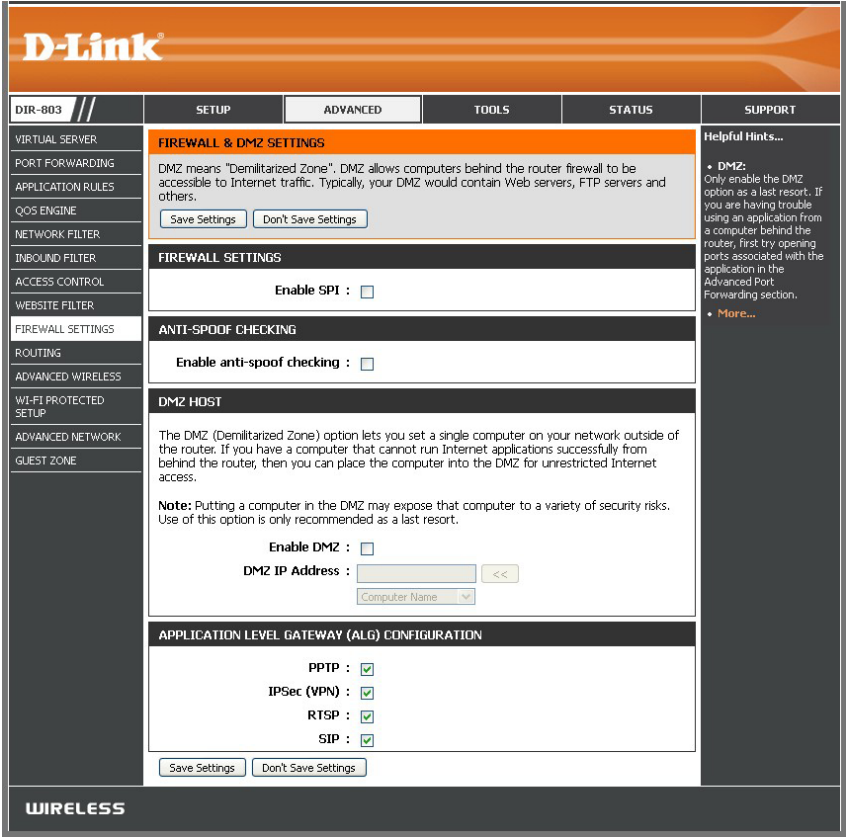 D-Link®
DIR-803 //
SETUP
ADVANCED
TOOLS
STATUS
SUPPORT
VIRTUAL SERVER
PORT FORWARDING
APPLICATION RULES
QOS ENGINE
NETWORK FILTER
INBOUND FILTER
ACCESS CONTROL
WEBSITE FILTER
FIREWALL SETTINGS
ROUTING
ADVANCED WIRELESS
WI-FI PROTECTED
SETUP
ADVANCED NETWORK
GUEST ZONE
FIREWALL & DMZ SETTINGS
DMZ means "Demilitarized Zone". DMZ allows computers behind the router firewall to be
accessible to Internet traffic. Typically, your DMZ would contain Web servers, FTP servers and
others.
Save Settings Don't Save Settings
FIREWALL SETTINGS
Enable SPI :
ANTI-SPOOF CHECKING
Enable anti-spoof checking :
DMZ HOST
The DMZ (Demilitarized Zone) option lets you set a single computer on your network outside of
the router. If you have a computer that cannot run Internet applications successfully from
behind the router, then you can place the computer into the DMZ for unrestricted Internet
access.
Note: Putting a computer in the DMZ may expose that computer to a variety of security risks.
Use of this option is only recommended as a last resort.
Enable DMZ :
DMZ IP Address : <<
Computer Name
APPLICATION LEVEL GATEWAY (ALG) CONFIGURATION
PPTP :
IPSec (VPN) :
RTSP :
SIP :
Save Settings Don't Save Settings
Helpful Hints...
• DMZ:
Only enable the DMZ
option as a last resort. If
you are having trouble
using an application from
a computer behind the
router, first try opening
ports associated with the
application in the
Advanced Port
Forwarding section.
• More...
WIRELESS